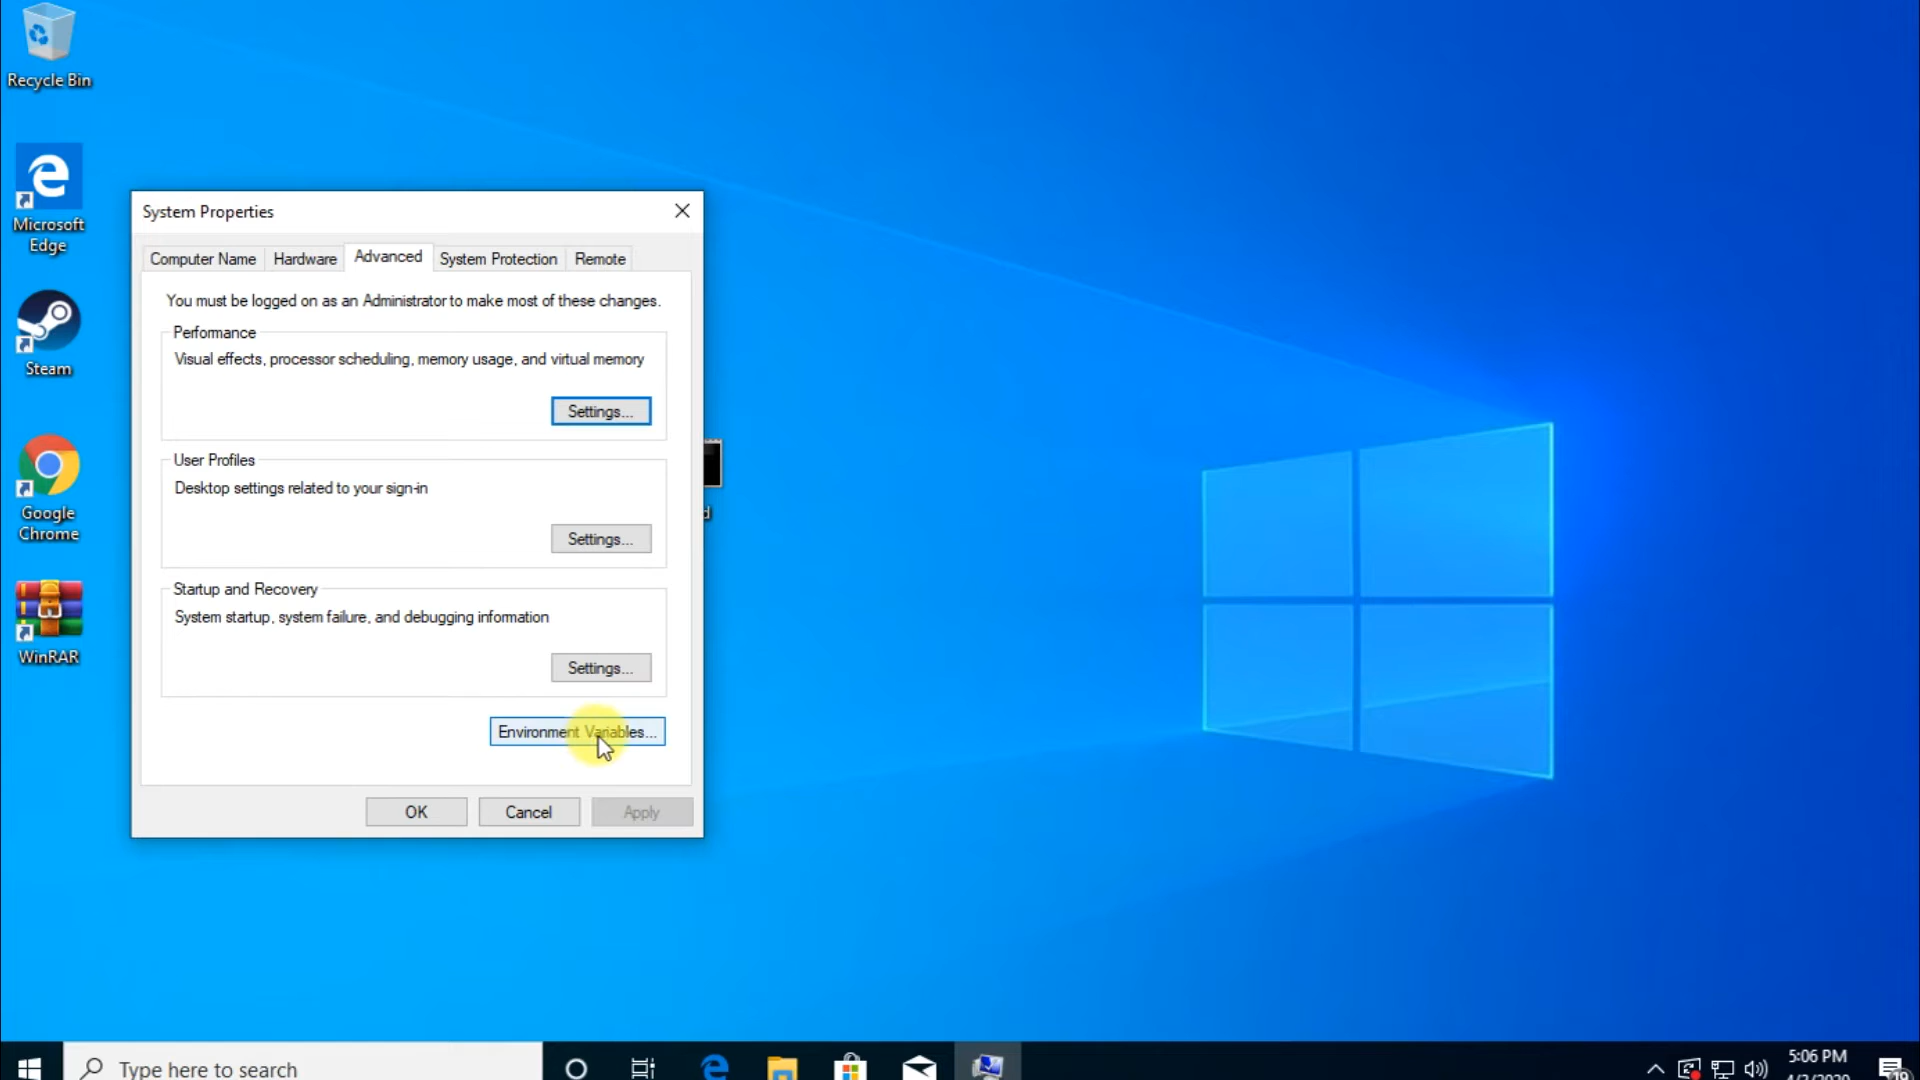 Recycle Bin
Microsoft
Edge
Steam
Google
Chrome
WinRAR
System Properties
Computer Name
Hardware
Advanced
System Protection
Remote
You must be logged on as an Administrator to make most of these changes.
Performance
Visual effects, processor scheduling, memory usage, and virtual memory
Settings...
User Profiles
Desktop settings related to your sign-in
Settings...
Startup and Recovery
System startup, system failure, and debugging information
Settings...
Environment Variables...
OK
Cancel
Apply
d
Type here to search
5:06 PM
19